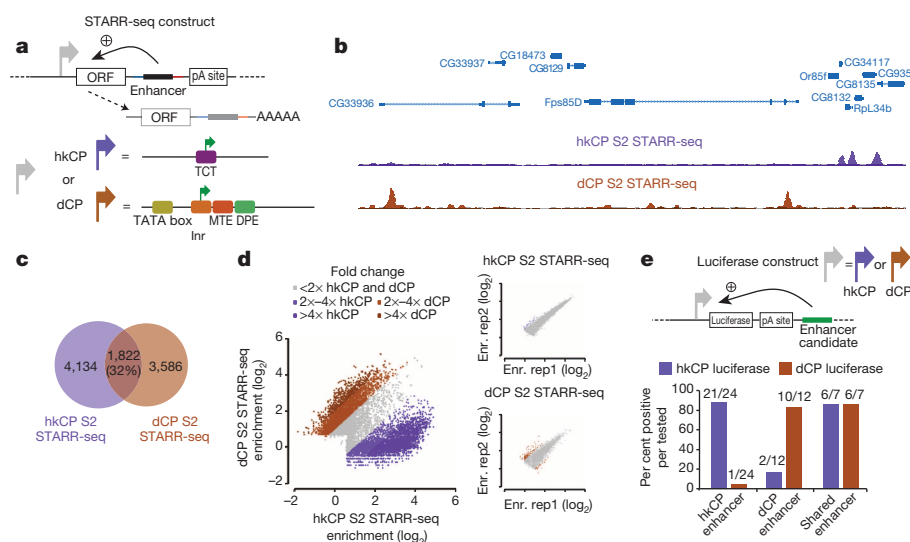 a
STARR-seq construct
⊕
ORF
pA site
Enhancer
ORF
AAAAA
hkCP
=
TCT
or
dCP
=
TATA box
MTE
DPE
Inr
b
CG18473
CG33937
CG8129
CG33936
Fps85D
CG34117
Or85f
CG935
CG8135
CG8132
RpL34b
hkCP S2 STARR-seq
dCP S2 STARR-seq
c
4,134
1,822
(32%)
3,586
hkCP S2
STARR-seq
dCP S2
STARR-seq
d
Fold change
<2× hkCP and dCP
2×–4× hkCP
2×–4× dCP
>4× hkCP
>4× dCP
dCP S2 STARR-seq
enrichment (log2)
6
4
2
0
−2
−2
0
2
4
6
hkCP S2 STARR-seq
enrichment (log2)
hkCP S2 STARR-seq
Enr. rep2 (log2)
Enr. rep1 (log2)
dCP S2 STARR-seq
Enr. rep2 (log2)
Enr. rep1 (log2)
e
Luciferase construct
= or
hkCP
dCP
⊕
Luciferase
pA site
Enhancer
candidate
hkCP luciferase
dCP luciferase
Per cent positive
per tested
100
80
60
40
20
0
21/24
1/24
2/12
10/12
6/7
6/7
hkCP
enhancer
dCP
enhancer
Shared
enhancer